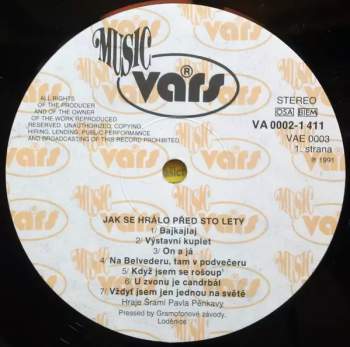 MUSIC
vars
®
ALL RIGHTS
OF THE PRODUCER
AND OF THE OWNER
OF THE WORK REPRODUCED
RESERVED. UNAUTHORIZED, COPYING,
HIRING, LENDING, PUBLIC PERFORMANCE
AND BROADCASTING OF THIS RECORD PROHIBITED.
STEREO
OSA BIEM
VA 0002-1 411
VAE 0003
1. strana
℗ 1991
JAK SE HRÁLO PŘED STO LETY
1/ Bajkajlaj
2/ Výstavní kuplet
3/ On a já
4/ Na Belvederu, tam v podvečeru
5/ Když jsem se rošoup
6/ U zvonu je candrbál
7/ Vždyť jsem jen jednou na světě
Hraje Šraml Pavla Pěnkavy
Pressed by Gramofonové závody,
Loděnice